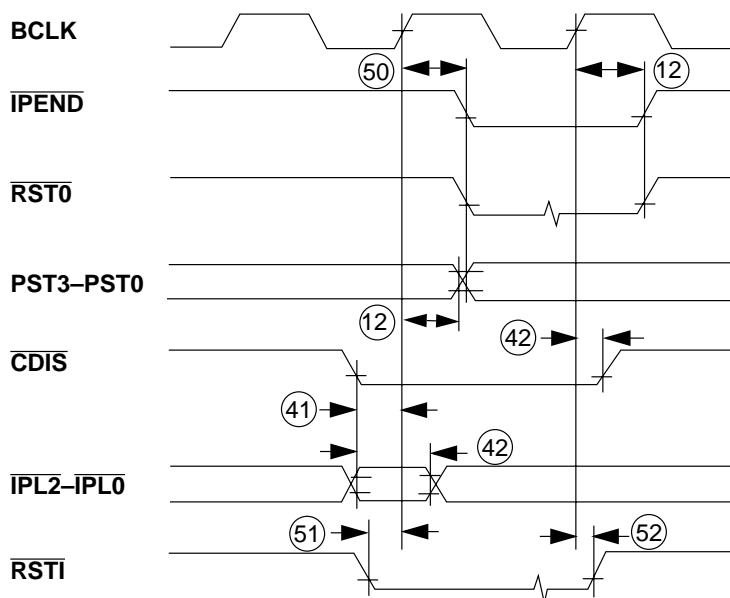 BCLK
50
12
IPEND
RST0
PST3–PST0
12
42
CDIS
41
42
IPL2–IPL0
51
52
RSTI